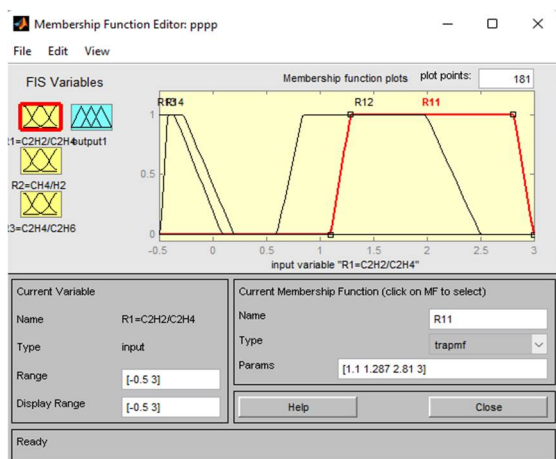 Membership Function Editor: pppp
File Edit View
FIS Variables
Membership function plots plot points: 181
R14 R12 R11
1
0.5
0
-0.5 0 0.5 1 1.5 2 2.5 3
input variable "R1=C2H2/C2H4"
output1
R2=CH4/H2
Current Variable
Name R1=C2H2/C2H4
Type input
Range [-0.5 3]
Display Range [-0.5 3]
Current Membership Function (click on MF to select)
Name R11
Type trapmf
Params [1.1 1.287 2.81 3]
Help Close
Ready